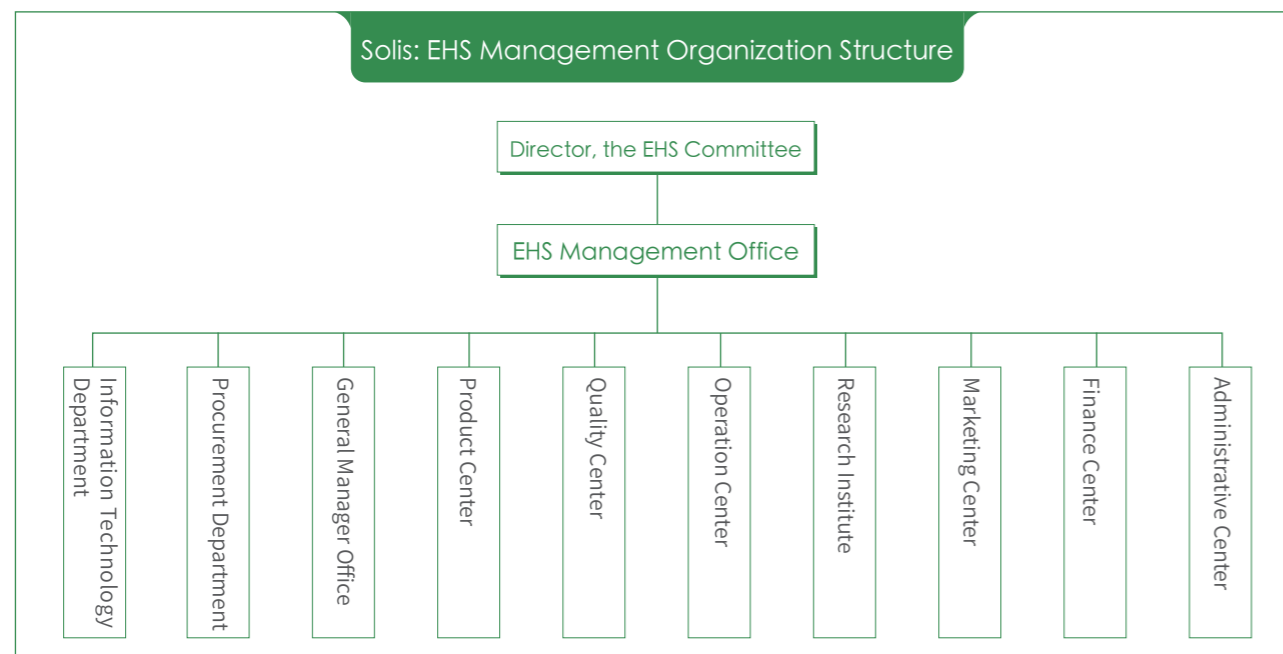 Solis: EHS Management Organization Structure
Director, the EHS Committee
EHS Management Office
Information Technology
Department
Procurement Department
General Manager Office
Product Center
Quality Center
Operation Center
Research Institute
Marketing Center
Finance Center
Administrative Center